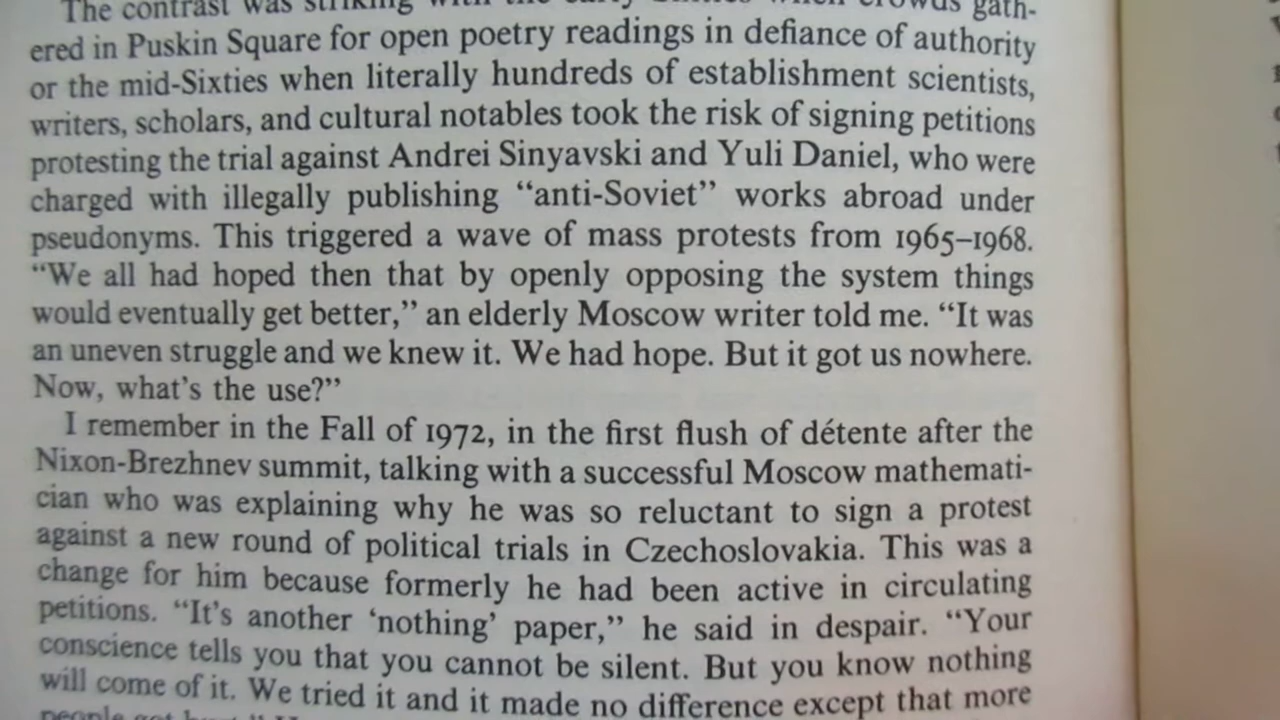 The contrast was striking with the early Sixties when crowds gath-
ered in Puskin Square for open poetry readings in defiance of authority
or the mid-Sixties when literally hundreds of establishment scientists,
writers, scholars, and cultural notables took the risk of signing petitions
protesting the trial against Andrei Sinyavski and Yuli Daniel, who were
charged with illegally publishing “anti-Soviet” works abroad under
pseudonyms. This triggered a wave of mass protests from 1965–1968.
“We all had hoped then that by openly opposing the system things
would eventually get better,” an elderly Moscow writer told me. “It was
an uneven struggle and we knew it. We had hope. But it got us nowhere.
Now, what’s the use?”
I remember in the Fall of 1972, in the first flush of détente after the
Nixon-Brezhnev summit, talking with a successful Moscow mathemati-
cian who was explaining why he was so reluctant to sign a protest
against a new round of political trials in Czechoslovakia. This was a
change for him because formerly he had been active in circulating
petitions. “It’s another ‘nothing’ paper,” he said in despair. “Your
conscience tells you that you cannot be silent. But you know nothing
will come of it. We tried it and it made no difference except that more
people got